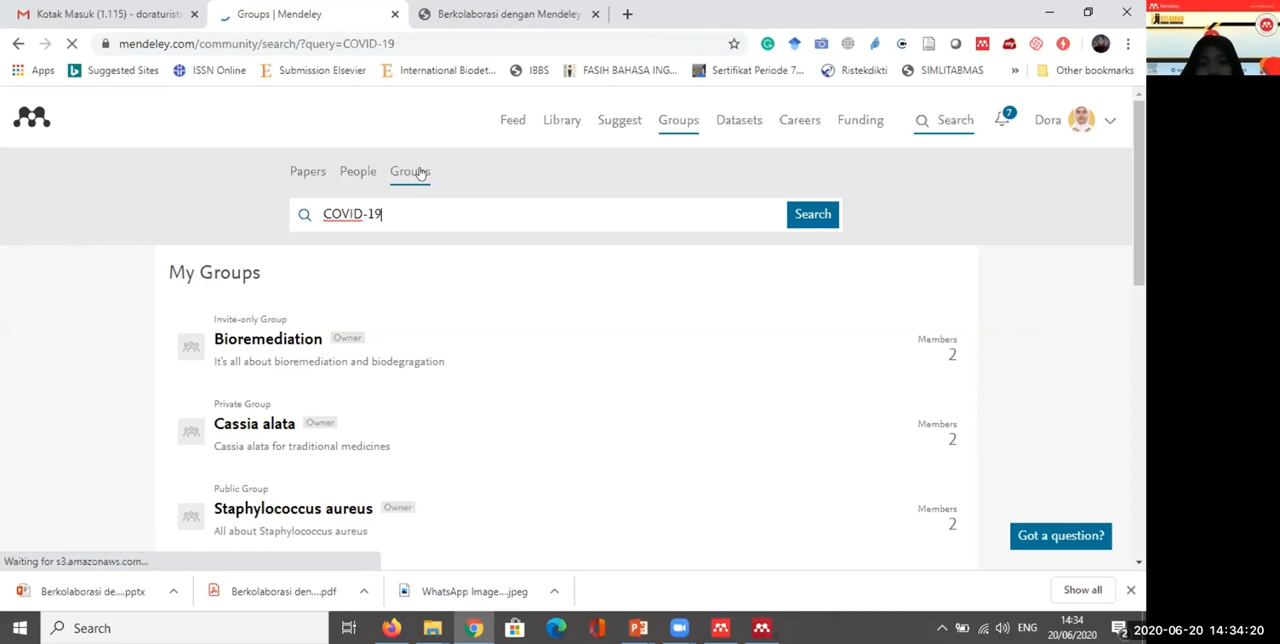 Kotak Masuk (1.115) - doraturist
Groups | Mendeley
Berkolaborasi dengan Mendeley
mendeley.com/community/search/?query=COVID-19
Apps
Suggested Sites
ISSN Online
Submission Elsevier
International Biodet...
IBBS
FASIH BAHASA ING...
Sertifikat Periode 7...
Ristekdikti
SIMLITABMAS
»
Other bookmarks
Feed
Library
Suggest
Groups
Datasets
Careers
Funding
Search
7
Dora
Papers
People
Groups
COVID-19
Search
My Groups
Invite-only Group
Bioremediation
Owner
It's all about bioremediation and biodegragation
Members
2
Private Group
Cassia alata
Owner
Cassia alata for traditional medicines
Members
2
Public Group
Staphylococcus aureus
Owner
All about Staphylococcus aureus
Members
2
Got a question?
Waiting for s3.amazonaws.com...
Berkolaborasi de....pptx
Berkolaborasi den....pdf
WhatsApp Image....jpeg
Show all
Search
ENG
14:34
20/06/2020
2
2020-06-20 14:34:20